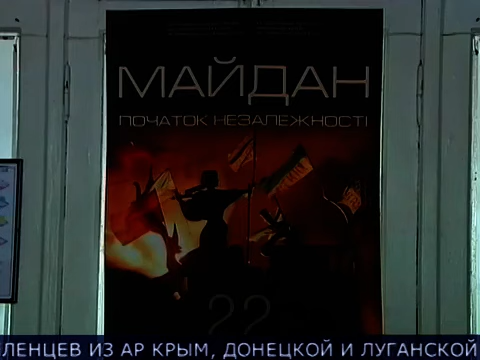 МАЙДАН
ПОЧАТОК НЕЗАЛЕЖНОСТІ
22
ЛЕНЦЕВ ИЗ АР КРЫМ, ДОНЕЦКОЙ И ЛУГАНСКОЙ